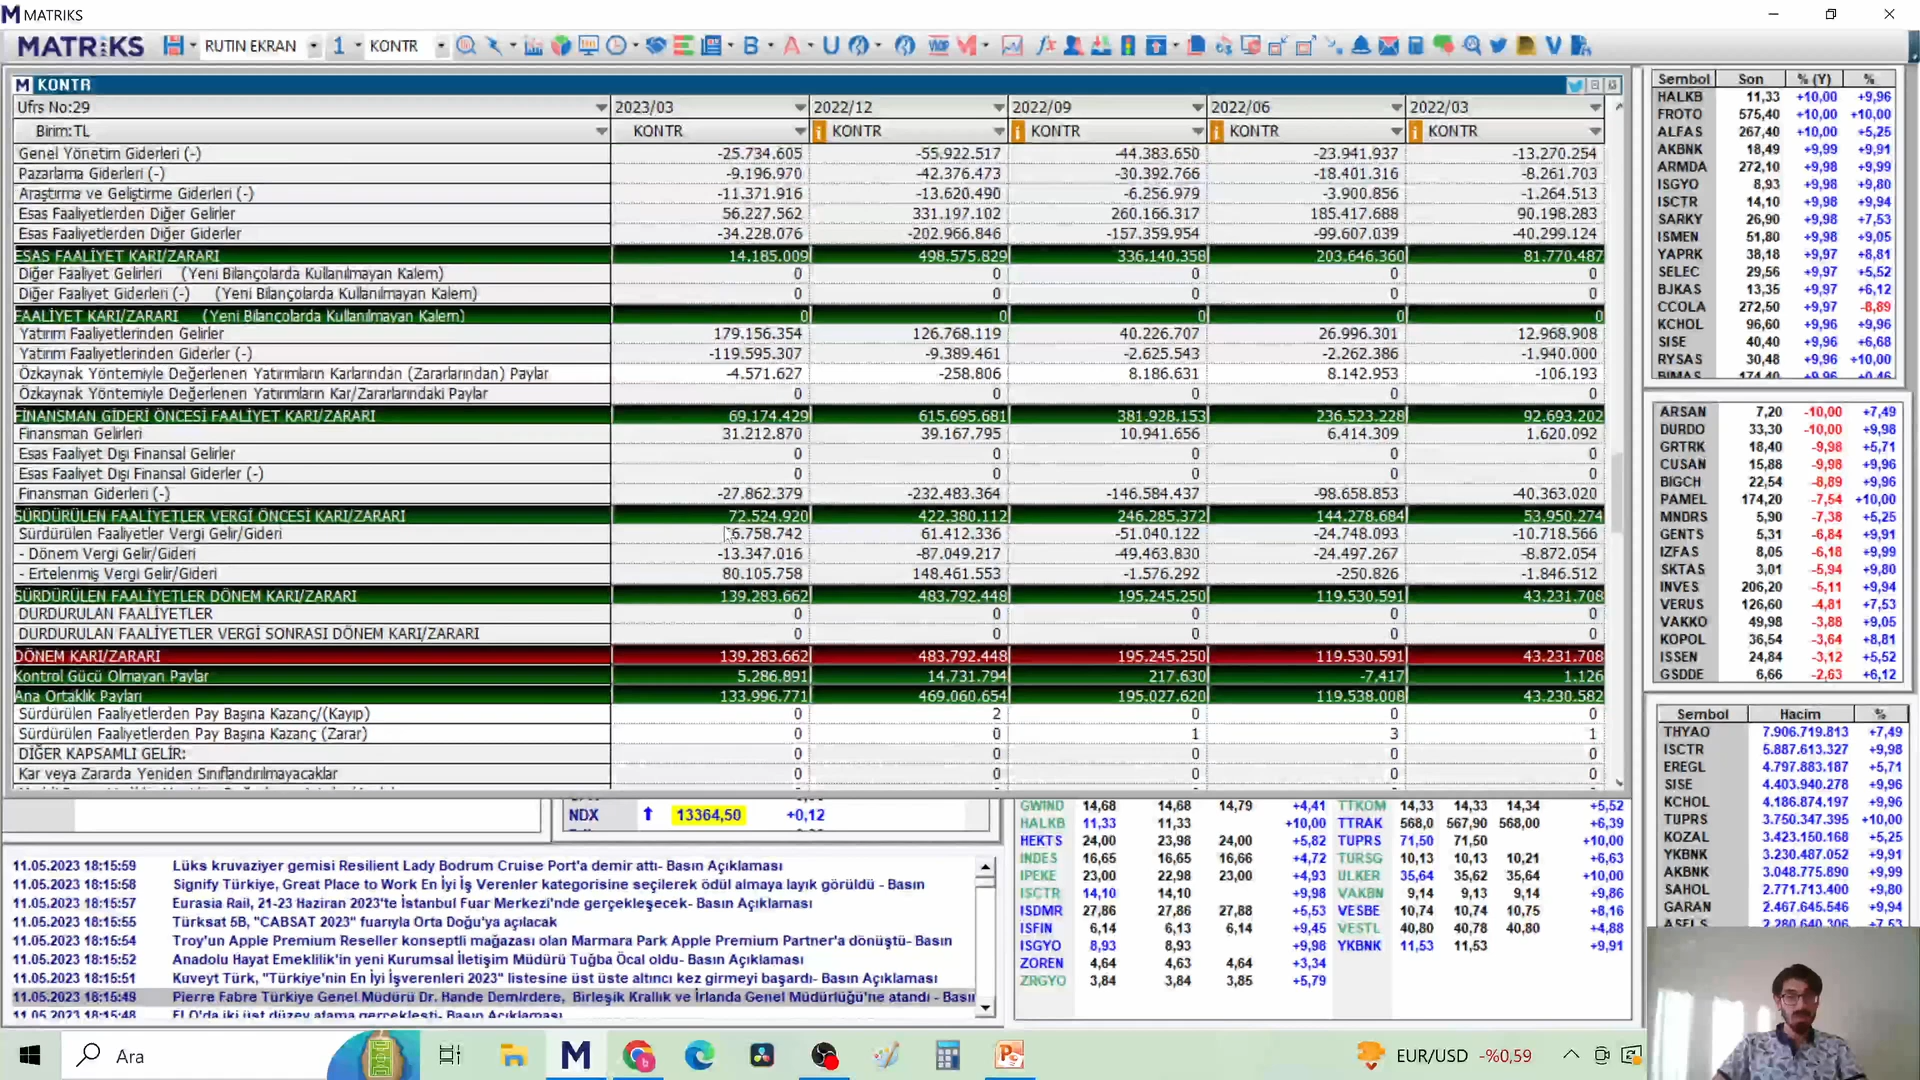 MATRIKS
MATRIKS RUTIN EKRAN 1 KONTR
M KONTR
Ufrs No:29 2023/03 2022/12 2022/09 2022/06 2022/03
Birim:TL KONTR KONTR KONTR KONTR KONTR
Genel Yönetim Giderleri (-) -25.734.605 -55.922.517 -44.383.650 -23.941.937 -13.270.254
Pazarlama Giderleri (-) -9.196.970 -42.376.473 -30.392.766 -18.401.316 -8.261.703
Araştırma ve Geliştirme Giderleri (-) -11.371.916 -13.620.490 -6.256.979 -3.900.856 -1.264.513
Esas Faaliyetlerden Diğer Gelirler 56.227.562 331.197.102 260.166.317 185.417.688 90.198.283
Esas Faaliyetlerden Diğer Giderler -34.228.076 -202.966.846 -157.359.954 -99.607.039 -40.299.124
ESAS FAALİYET KARI/ZARARI 14.185.009 498.575.829 336.140.358 203.646.360 81.770.487
Diğer Faaliyet Gelirleri (Yeni Bilançolarda Kullanılmayan Kalem) 0 0 0 0 0
Diğer Faaliyet Giderleri (-) (Yeni Bilançolarda Kullanılmayan Kalem) 0 0 0 0 0
FAALİYET KARI/ZARARI (Yeni Bilançolarda Kullanılmayan Kalem) 0 0 0 0 0
Yatırım Faaliyetlerinden Gelirler 179.156.354 126.768.119 40.226.707 26.996.301 12.968.908
Yatırım Faaliyetlerinden Giderler (-) -119.595.307 -9.389.461 -2.625.543 -2.262.386 -1.940.000
Özkaynak Yöntemiyle Değerlenen Yatırımların Karlarından (Zararlarından) Paylar -4.571.627 -258.806 8.186.631 8.142.953 -106.193
Özkaynak Yöntemiyle Değerlenen Yatırımların Kar/Zararlarındaki Paylar 0 0 0 0 0
FİNANSMAN GİDERİ ÖNCESİ FAALİYET KARI/ZARARI 69.174.429 615.695.681 381.928.153 236.523.228 92.693.202
Finansman Gelirleri 31.212.870 39.167.795 10.941.656 6.414.309 1.620.092
Esas Faaliyet Dışı Finansal Gelirler 0 0 0 0 0
Esas Faaliyet Dışı Finansal Giderler (-) 0 0 0 0 0
Finansman Giderleri (-) -27.862.379 -232.483.364 -146.584.437 -98.658.853 -40.363.020
SÜRDÜRÜLEN FAALİYETLER VERGİ ÖNCESİ KARI/ZARARI 72.524.920 422.380.112 246.285.372 144.278.684 53.950.274
Sürdürülen Faaliyetler Vergi Gelir/Gideri 6.758.742 61.412.336 -51.040.122 -24.748.093 -10.718.566
- Dönem Vergi Gelir/Gideri -13.347.016 -87.049.217 -49.463.830 -24.497.267 -8.872.054
- Ertelenmiş Vergi Gelir/Gideri 80.105.758 148.461.553 -1.576.292 -250.826 -1.846.512
SÜRDÜRÜLEN FAALİYETLER DÖNEM KARI/ZARARI 139.283.662 483.792.448 195.245.250 119.530.591 43.231.708
DURDURULAN FAALİYETLER 0 0 0 0 0
DURDURULAN FAALİYETLER VERGİ SONRASI DÖNEM KARI/ZARARI 0 0 0 0 0
DÖNEM KARI/ZARARI 139.283.662 483.792.448 195.245.250 119.530.591 43.231.708
Kontrol Gücü Olmayan Paylar 5.286.891 14.731.794 217.630 -7.417 1.126
Ana Ortaklık Payları 133.996.771 469.060.654 195.027.620 119.538.008 43.230.582
Sürdürülen Faaliyetlerden Pay Başına Kazanç/(Kayıp) 0 2 0 0 0
Sürdürülen Faaliyetlerden Pay Başına Kazanç (Zarar) 0 0 1 3 1
DİĞER KAPSAMLI GELİR: 0 0 0 0 0
Kar veya Zararda Yeniden Sınıflandırılmayacaklar 0 0 0 0 0
Sembol Son % (Y) %
HALKB 11,33 +10,00 +9,96
FROTO 575,40 +10,00 +10,00
ALFAS 267,40 +10,00 +5,25
AKBNK 18,49 +9,99 +9,91
ARMDA 272,10 +9,98 +9,99
ISGYO 8,93 +9,98 +9,80
ISCTR 14,10 +9,98 +9,94
SARKY 26,90 +9,98 +7,53
ISMEN 51,80 +9,98 +9,05
YAPRK 38,18 +9,97 +8,81
SELEC 29,56 +9,97 +5,52
BJKAS 13,35 +9,97 +6,12
CCOLA 272,50 +9,97 -8,89
KCHOL 96,60 +9,96 +9,96
SISE 40,40 +9,96 +6,68
RYSAS 30,48 +9,96 +10,00
BIMAS 174,40 +9,96 +0,46
ARSAN 7,20 -10,00 +7,49
DURDO 33,30 -10,00 +9,98
GRTRK 18,40 -9,98 +5,71
CUSAN 15,88 -9,98 +9,96
BIGCH 22,54 -8,89 +9,96
PAMEL 174,20 -7,54 +10,00
MNDRS 5,90 -7,38 +5,25
GENTS 5,31 -6,84 +9,91
IZFAS 8,05 -6,18 +9,99
SKTAS 3,01 -5,94 +9,80
INVES 206,20 -5,11 +9,94
VERUS 126,60 -4,81 +7,53
VAKKO 49,98 -3,88 +9,05
KOPOL 36,54 -3,64 +8,81
ISSEN 24,84 -3,12 +5,52
GSDDE 6,66 -2,63 +6,12
Sembol Hacim %
THYAO 7.906.719.813 +7,49
ISCTR 5.887.613.327 +9,98
EREGL 4.797.883.187 +5,71
SISE 4.403.940.278 +9,96
KCHOL 4.186.874.197 +9,96
TUPRS 3.750.347.395 +10,00
KOZAL 3.423.150.168 +5,25
YKBNK 3.230.487.052 +9,91
AKBNK 3.048.775.890 +9,99
SAHOL 2.771.713.400 +9,80
GARAN 2.467.645.546 +9,94
ASELS 2.280.640.306 +7,53
NDX 13364,50 +0,12
GWIND 14,68 14,68 14,79 +4,41 TTKOM 14,33 14,33 14,34 +5,52
HALKB 11,33 11,33 +10,00 TTRAK 568,0 567,90 568,00 +6,39
HEKTS 24,00 23,98 24,00 +5,82 TUPRS 71,50 71,50 +10,00
INDES 16,65 16,65 16,66 +4,72 TURSG 10,13 10,13 10,21 +6,63
IPEKE 23,00 22,98 23,00 +4,93 ULKER 35,64 35,62 35,64 +10,00
ISCTR 14,10 14,10 +9,98 VAKBN 9,14 9,13 9,14 +9,86
ISDMR 27,86 27,86 27,88 +5,53 VESBE 10,74 10,74 10,75 +8,16
ISFIN 6,14 6,13 6,14 +9,45 VESTL 40,80 40,78 40,80 +4,88
ISGYO 8,93 8,93 +9,98 YKBNK 11,53 11,53 +9,91
ZOREN 4,64 4,63 4,64 +3,34
ZRGYO 3,84 3,84 3,85 +5,79
11.05.2023 18:15:59 Lüks kruvaziyer gemisi Resilient Lady Bodrum Cruise Port'a demir attı- Basın Açıklaması
11.05.2023 18:15:58 Signify Türkiye, Great Place to Work En İyi İş Verenler kategorisine seçilerek ödül almaya layık görüldü - Basın
11.05.2023 18:15:57 Eurasia Rail, 21-23 Haziran 2023'te İstanbul Fuar Merkezi'nde gerçekleşecek- Basın Açıklaması
11.05.2023 18:15:55 Türksat 5B, "CABSAT 2023" fuarıyla Orta Doğu'ya açılacak
11.05.2023 18:15:54 Troy'un Apple Premium Reseller konseptli mağazası olan Marmara Park Apple Premium Partner'a dönüştü- Basın
11.05.2023 18:15:52 Anadolu Hayat Emeklilik'in yeni Kurumsal İletişim Müdürü Tuğba Öcal oldu- Basın Açıklaması
11.05.2023 18:15:51 Kuveyt Türk, "Türkiye'nin En İyi İşverenleri 2023" listesine üst üste altıncı kez girmeyi başardı- Basın Açıklaması
11.05.2023 18:15:49 Pierre Fabre Türkiye Genel Müdürü Dr. Hande Demirdere, Birleşik Krallık ve İrlanda Genel Müdürlüğü'ne atandı - Basın
11.05.2023 18:15:48 FLO'da iki üst düzey atama gerçekleşti- Basın Açıklaması
Ara EUR/USD -%0,59